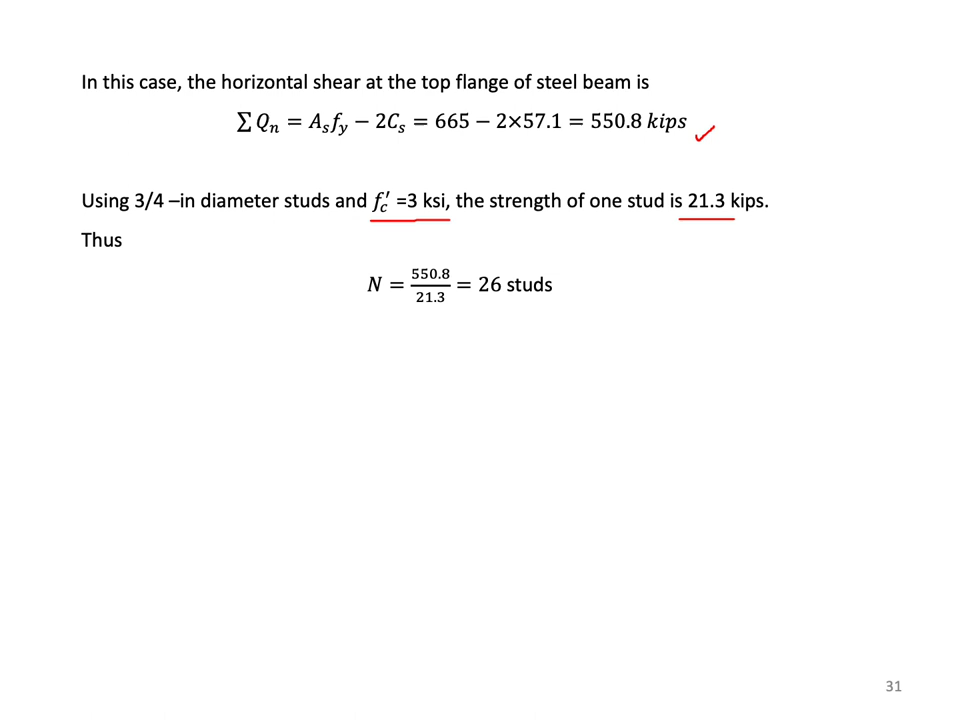 In this case, the horizontal shear at the top flange of steel beam is
∑ Qₙ = Aₛf_y − 2Cₛ = 665 − 2×57.1 = 550.8 kips
Using 3/4 –in diameter studs and f_c′ =3 ksi, the strength of one stud is 21.3 kips.
Thus
N = 550.8/21.3 = 26 studs
31